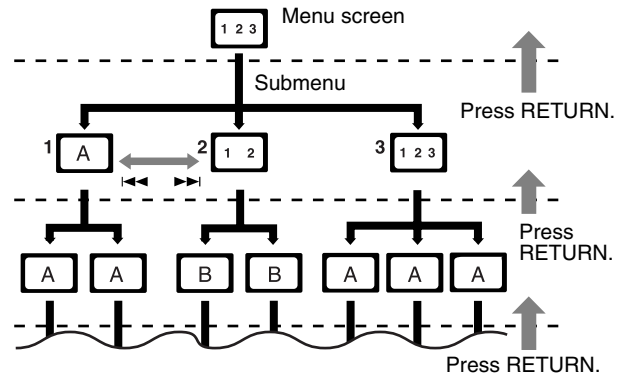 1 2 3
Menu screen
Submenu
Press RETURN.
1 A 2 1 2 3 1 2 3
Press
RETURN.
A A B B A A A
Press RETURN.